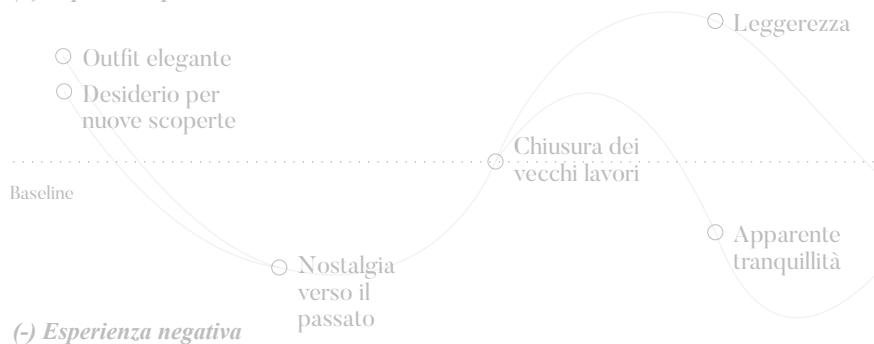 Leggerezza
Outfit elegante
Desiderio per
nuove scoperte
Chiusura dei
vecchi lavori
Baseline
Apparente
tranquillità
Nostalgia
verso il
passato
(-) Esperienza negativa